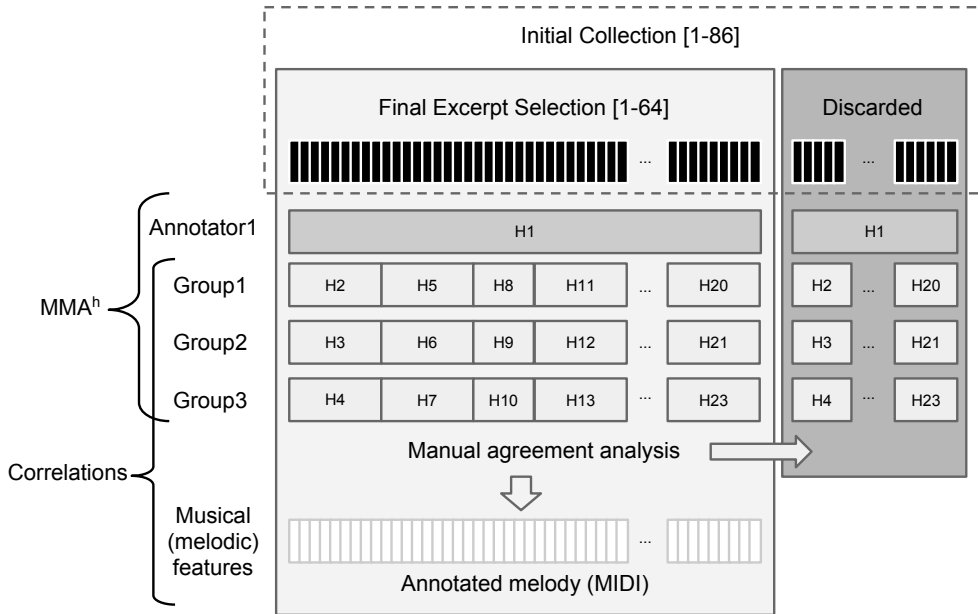 Initial Collection [1-86]
Final Excerpt Selection [1-64]
Discarded
... ...
Annotator1 H1 H1
Group1 H2 H5 H8 H11 ... H20 H2 ... H20
MMAʰ
Group2 H3 H6 H9 H12 ... H21 H3 ... H21
Group3 H4 H7 H10 H13 ... H23 H4 ... H23
Manual agreement analysis
Correlations
Musical
(melodic)
features
...
Annotated melody (MIDI)